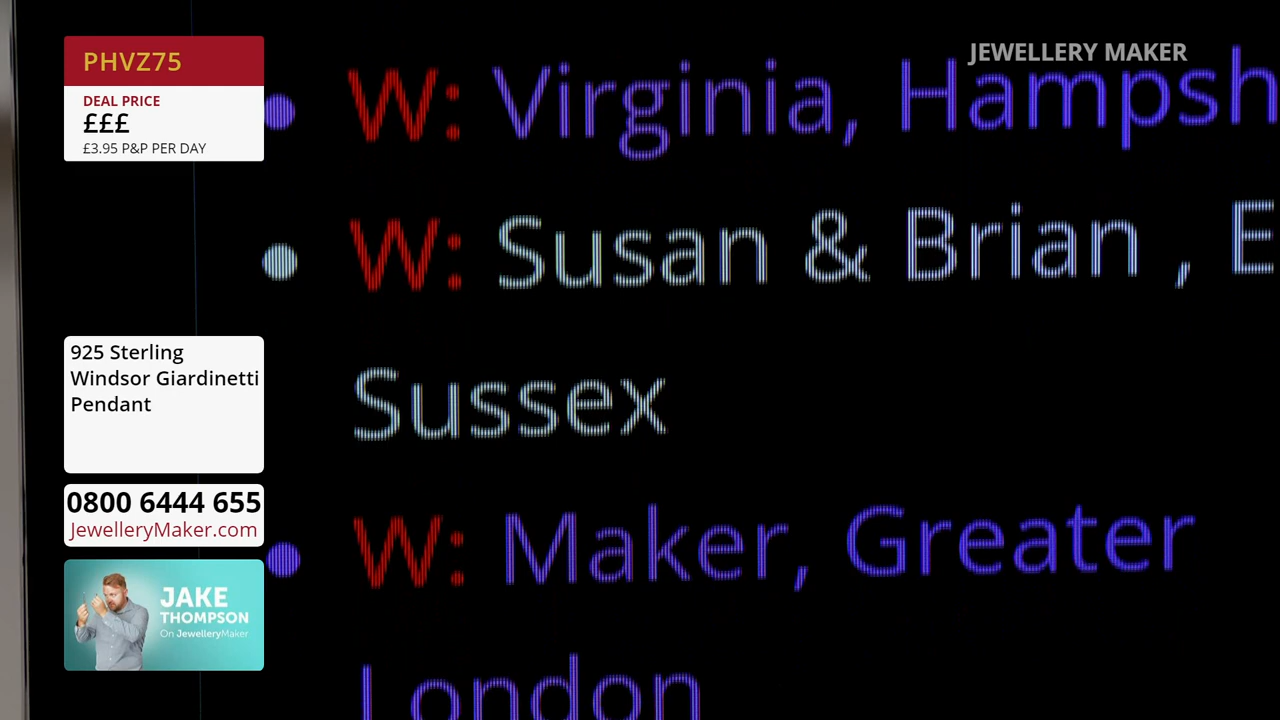 PHVZ75
DEAL PRICE
£££
£3.95 P&P PER DAY
925 Sterling
Windsor Giardinetti
Pendant
0800 6444 655
JewelleryMaker.com
JAKE
THOMPSON
On JewelleryMaker
JEWELLERY MAKER
W: Virginia, Hampsh
W: Susan & Brian , E
Sussex
W: Maker, Greater
London